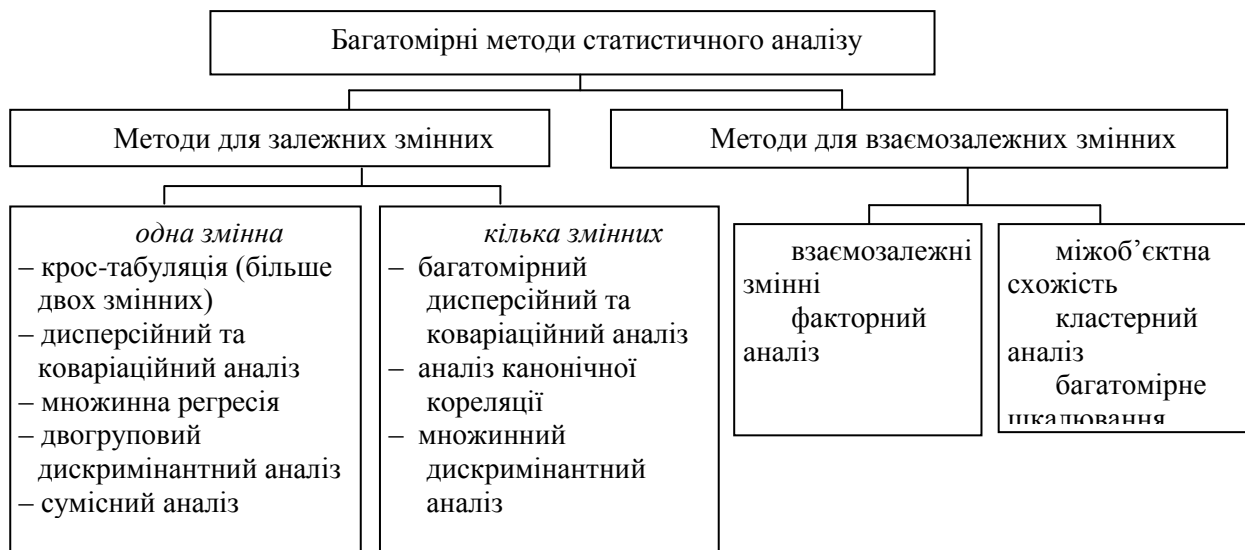 Багатомірні методи статистичного аналізу
Методи для залежних змінних
Методи для взаємозалежних змінних
одна змінна
– крос-табуляція (більше
двох змінних)
– дисперсійний та
коваріаційний аналіз
– множинна регресія
– двогруповий
дискримінантний аналіз
– сумісний аналіз
кілька змінних
– багатомірний
дисперсійний та
коваріаційний аналіз
– аналіз канонічної
кореляції
– множинний
дискримінантний
аналіз
взаємозалежні
змінні
факторний
аналіз
міжоб’єктна
схожість
кластерний
аналіз
багатомірне
шкалювання